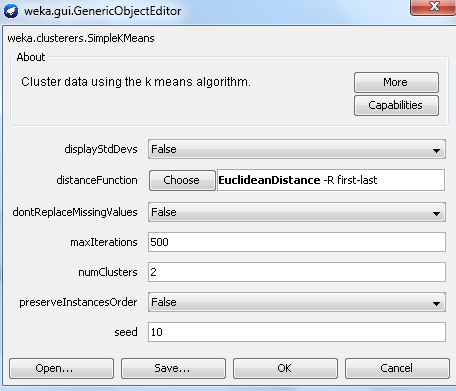 weka.gui.GenericObjectEditor
weka.clusterers.SimpleKMeans
About
Cluster data using the k means algorithm.
More
Capabilities
displayStdDevs False
distanceFunction Choose EuclideanDistance -R first-last
dontReplaceMissingValues False
maxIterations 500
numClusters 2
preserveInstancesOrder False
seed 10
Open... Save... OK Cancel